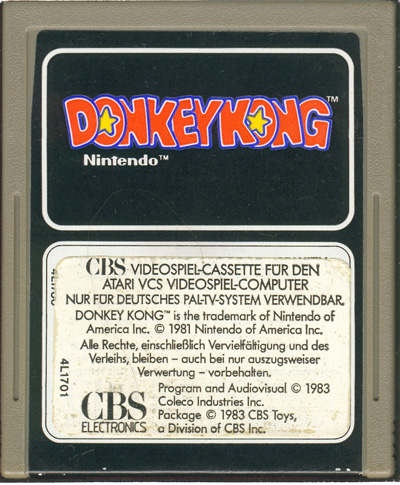 DONKEY KONG™
Nintendo™
CBS VIDEOSPIEL-CASSETTE FÜR DEN
ATARI VCS VIDEOSPIEL-COMPUTER
NUR FÜR DEUTSCHES PAL-TV-SYSTEM VERWENDBAR.
DONKEY KONG™ is the trademark of Nintendo of
America Inc. © 1981 Nintendo of America Inc.
Alle Rechte, einschließlich Vervielfältigung und des
Verleihs, bleiben – auch bei nur auszugsweiser
Verwertung – vorbehalten.
Program and Audiovisual © 1983
Coleco Industries Inc.
Package © 1983 CBS Toys,
a Division of CBS Inc.
CBS
ELECTRONICS
4L1701